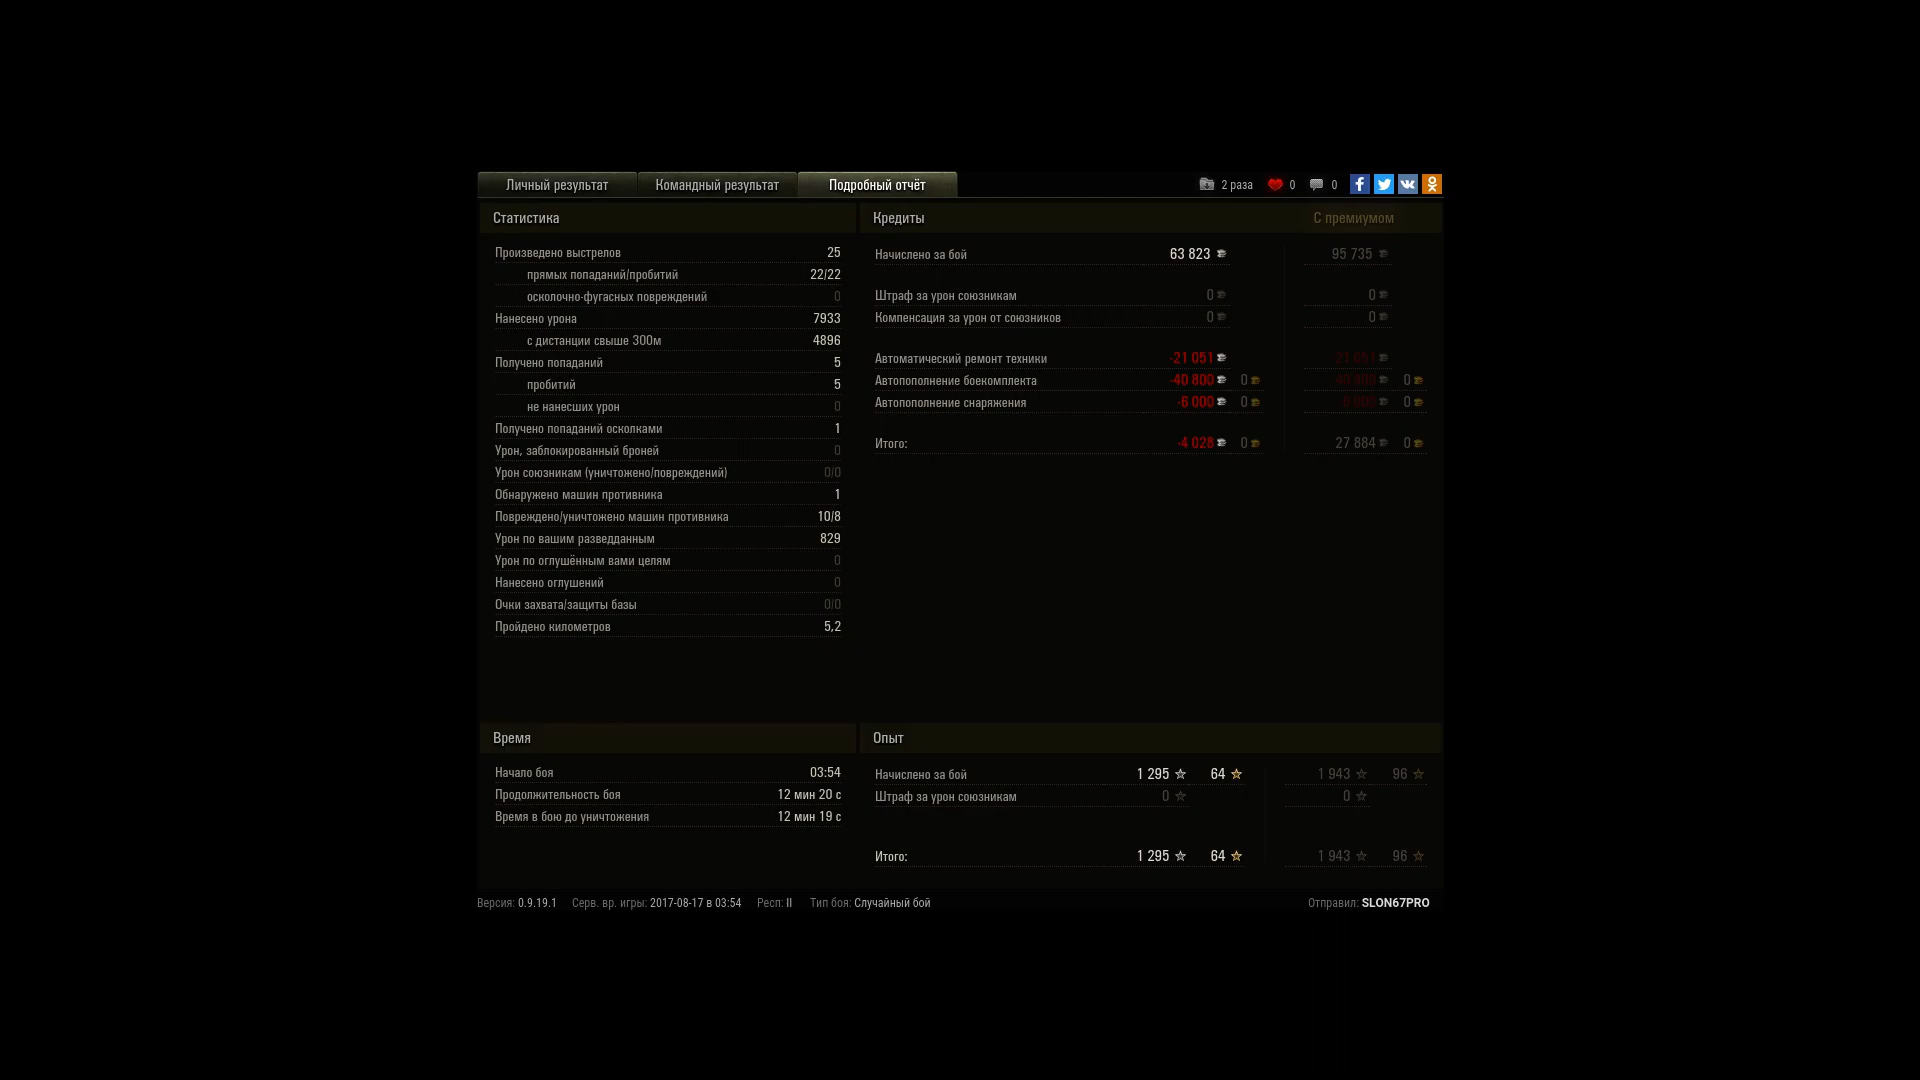 Личный результат Командный результат Подробный отчёт 2 раза 0 0
Статистика
Произведено выстрелов 25
прямых попаданий/пробитий 22/22
осколочно-фугасных повреждений 0
Нанесено урона 7933
с дистанции свыше 300м 4896
Получено попаданий 5
пробитий 5
не нанесших урон 0
Получено попаданий осколками 1
Урон, заблокированный броней 0
Урон союзникам (уничтожено/повреждений) 0/0
Обнаружено машин противника 1
Повреждено/уничтожено машин противника 10/8
Урон по вашим разведданным 829
Урон по оглушённым вами целям 0
Нанесено оглушений 0
Очки захвата/защиты базы 0/0
Пройдено километров 5,2
Кредиты С премиумом
Начислено за бой 63 823 95 735
Штраф за урон союзникам 0 0
Компенсация за урон от союзников 0 0
Автоматический ремонт техники -21 051 -21 051
Автопополнение боекомплекта -40 800 0 -40 800 0
Автопополнение снаряжения -6 000 0 -6 000 0
Итого: -4 028 0 27 884 0
Время
Начало боя 03:54
Продолжительность боя 12 мин 20 с
Время в бою до уничтожения 12 мин 19 с
Опыт
Начислено за бой 1 295 64 1 943 96
Штраф за урон союзникам 0 0
Итого: 1 295 64 1 943 96
Версия: 0.9.19.1 Серв. вр. игры: 2017-08-17 в 03:54 Респ: II Тип боя: Случайный бой Отправил: SLON67PRO